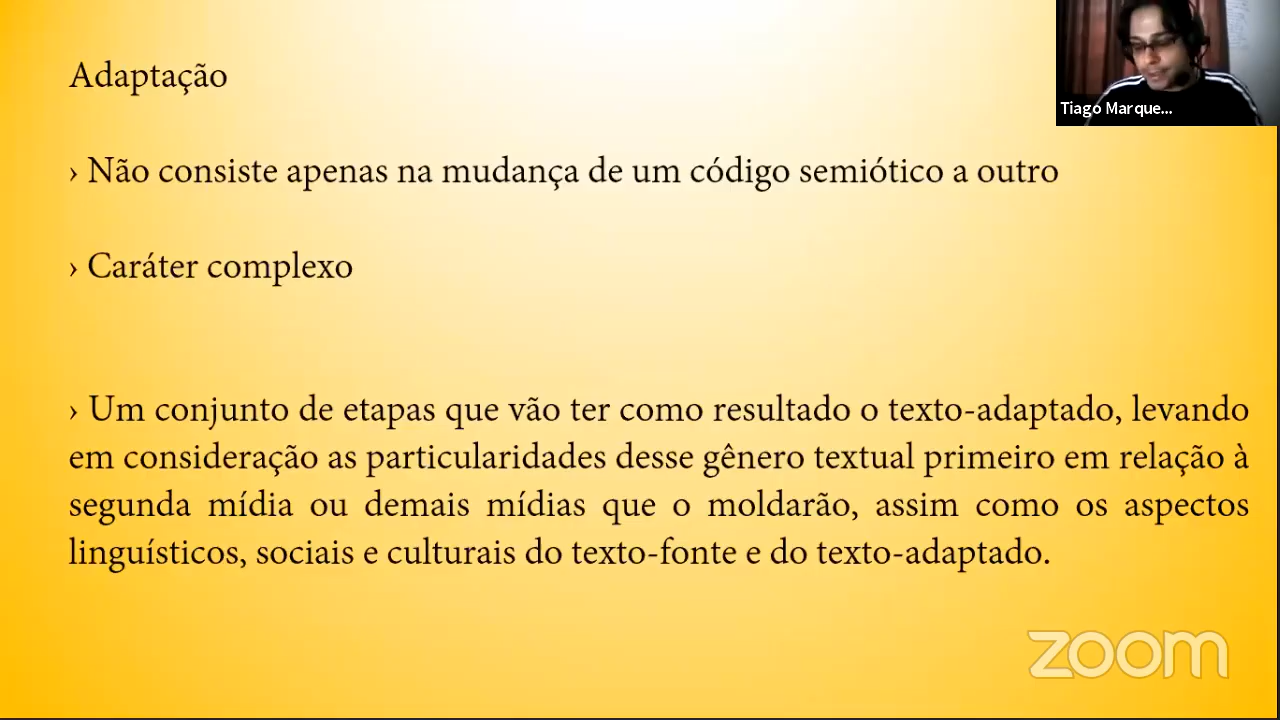 Adaptação
Tiago Marque...
› Não consiste apenas na mudança de um código semiótico a outro
› Caráter complexo
› Um conjunto de etapas que vão ter como resultado o texto-adaptado, levando
em consideração as particularidades desse gênero textual primeiro em relação à
segunda mídia ou demais mídias que o moldarão, assim como os aspectos
linguísticos, sociais e culturais do texto-fonte e do texto-adaptado.
zoom